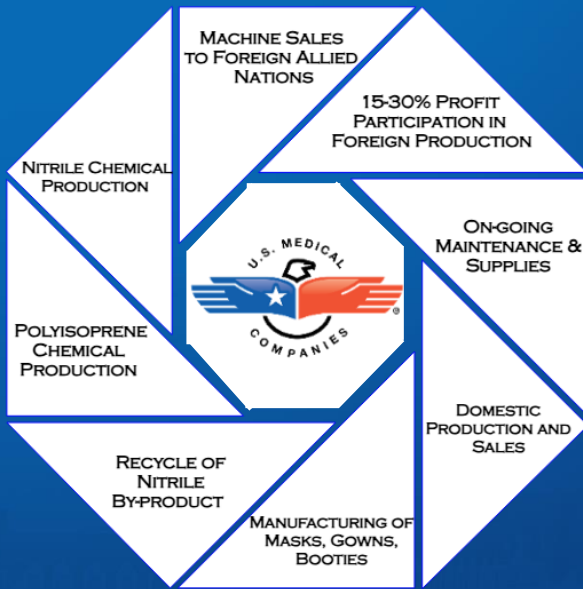 MACHINE SALES
TO FOREIGN ALLIED
NATIONS
15-30% PROFIT
PARTICIPATION IN
FOREIGN PRODUCTION
NITRILE CHEMICAL
PRODUCTION
ON-GOING
MAINTENANCE &
SUPPLIES
U.S. MEDICAL
®
COMPANIES
POLYISOPRENE
CHEMICAL
PRODUCTION
DOMESTIC
PRODUCTION AND
SALES
RECYCLE OF
NITRILE
BY-PRODUCT
MANUFACTURING OF
MASKS, GOWNS,
BOOTIES